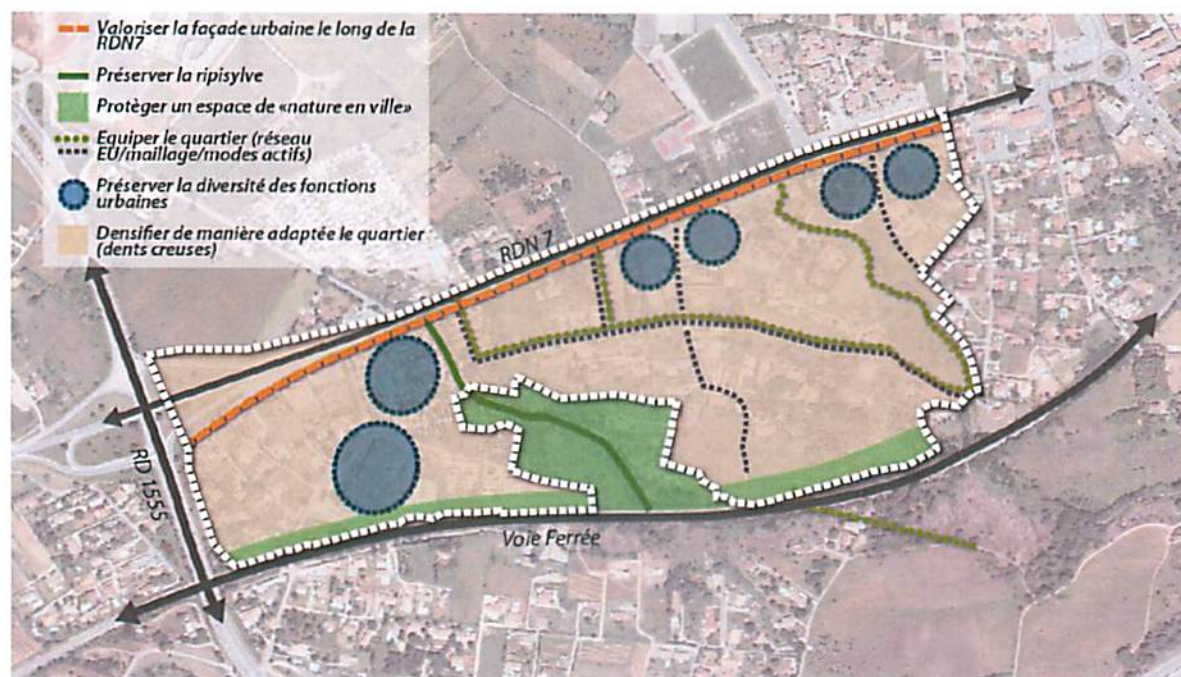 Valoriser la façade urbaine le long de la
RDN7
Préserver la ripisylve
Protèger un espace de «nature en ville»
Equiper le quartier (réseau
EU/maillage/modes actifs)
Préserver la diversité des fonctions
urbaines
Densifier de manière adaptée le quartier
(dents creuses)
RDN 7
RD 1555
Voie Ferrée